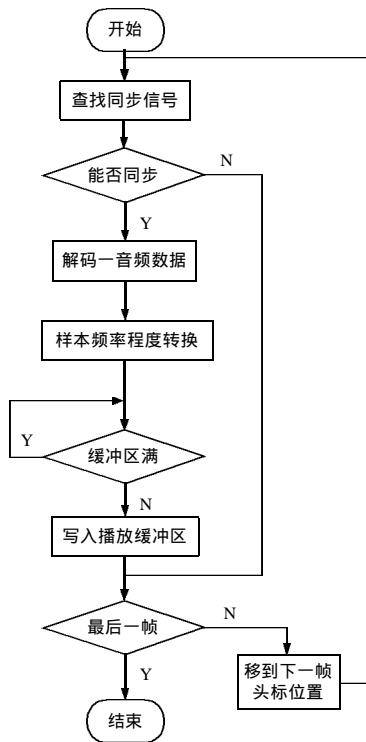 开始
查找同步信号
能否同步
N
Y
解码一音频数据
样本频率程度转换
Y
缓冲区满
N
写入播放缓冲区
最后一帧
N
Y
移到下一帧
头标位置
结束